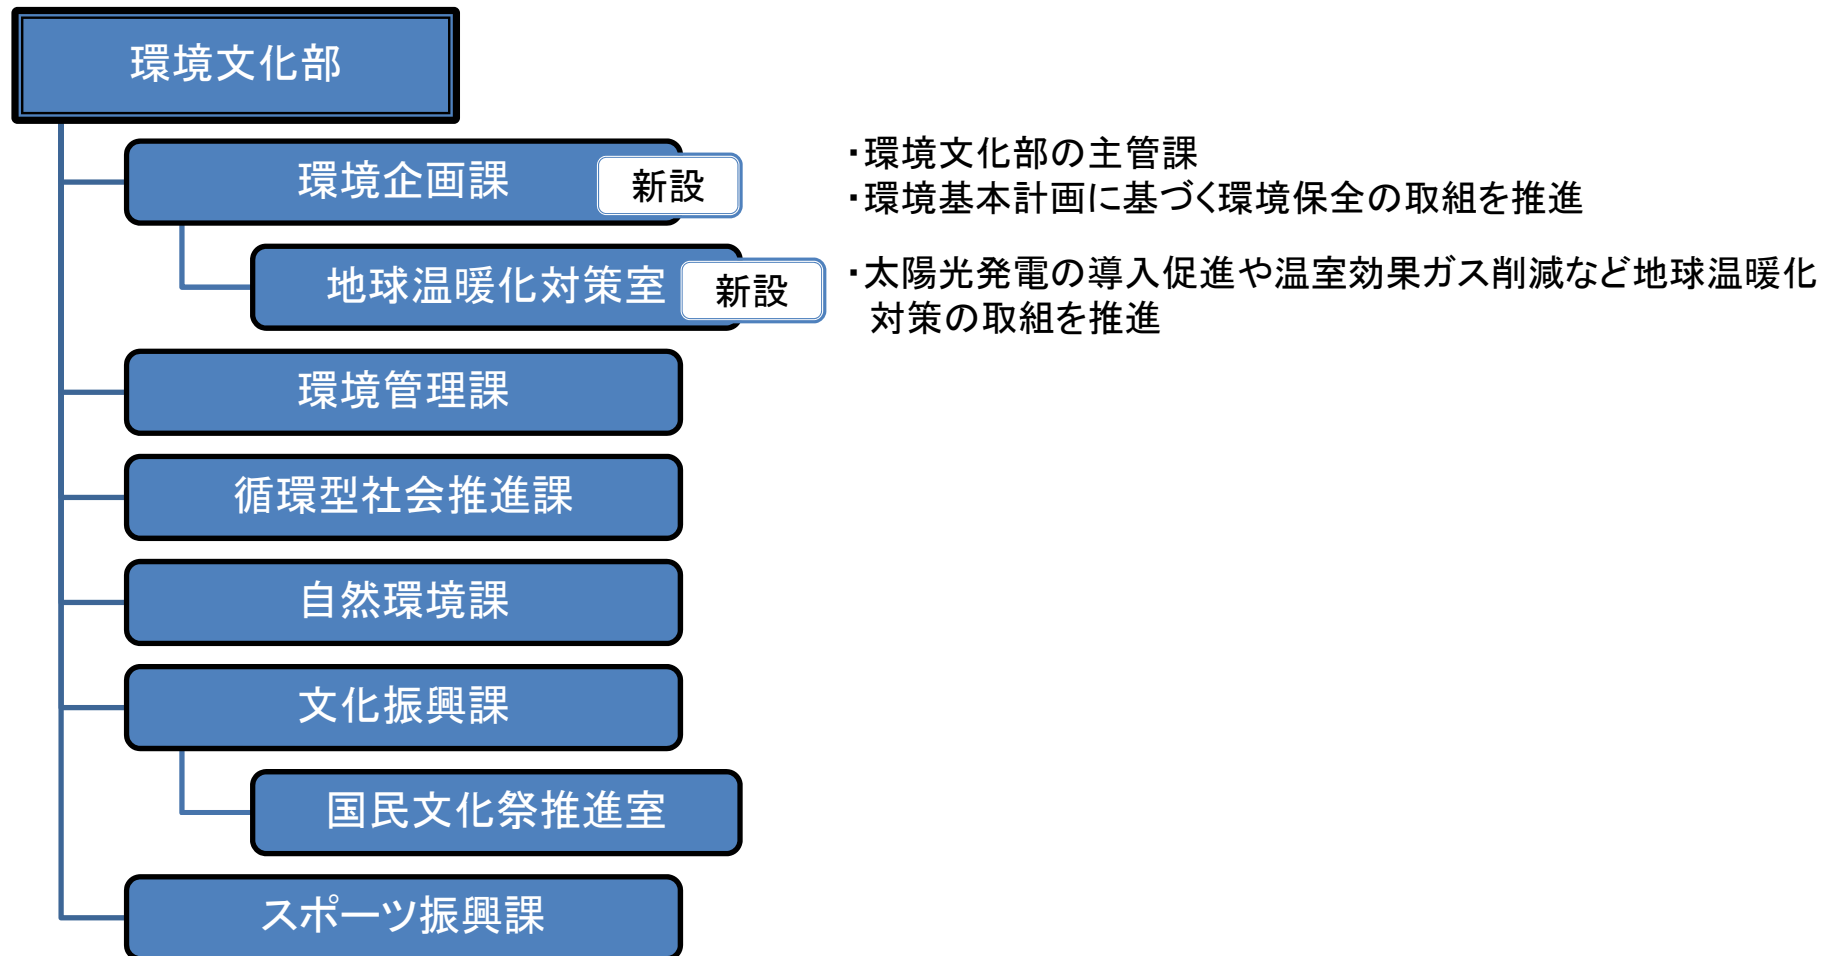 環境文化部
環境企画課
新設
・環境文化部の主管課
・環境基本計画に基づく環境保全の取組を推進
地球温暖化対策室
新設
・太陽光発電の導入促進や温室効果ガス削減など地球温暖化
対策の取組を推進
環境管理課
循環型社会推進課
自然環境課
文化振興課
国民文化祭推進室
スポーツ振興課